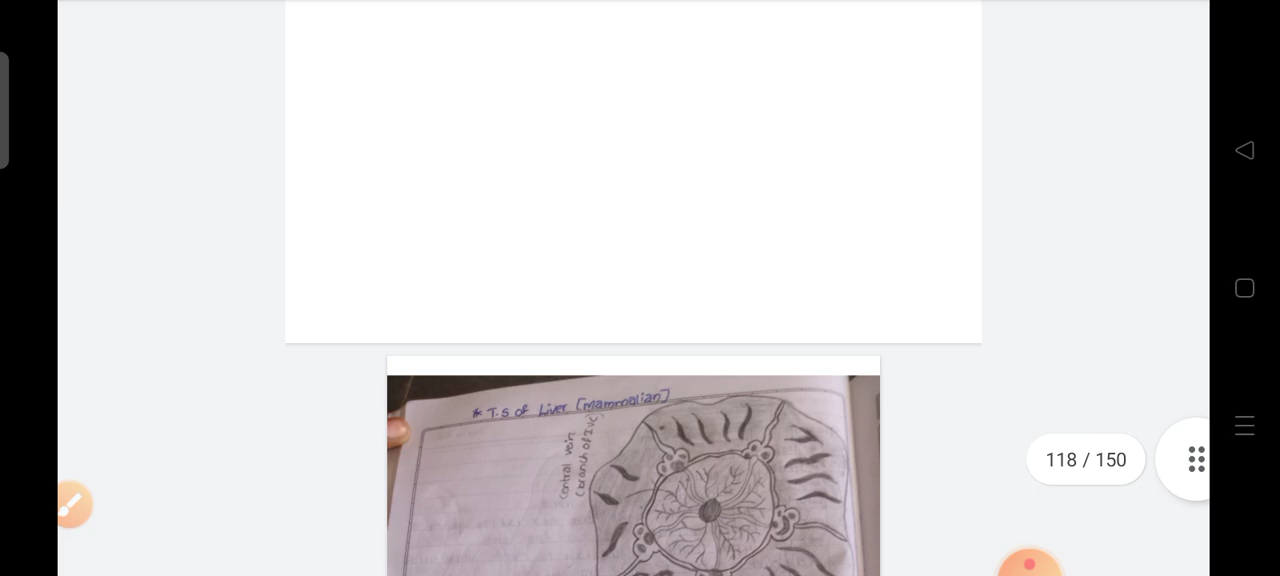 * T.S of Liver [Mammalian]
Central vein
(branch of IVC)
118 / 150